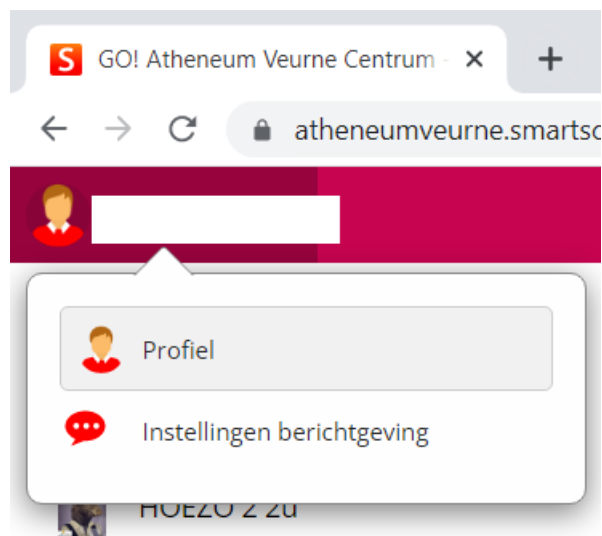 S GO! Atheneum Veurne Centrum -
atheneumveurne.smartsc
Profiel
Instellingen berichtgeving
HOEZO 2 2u